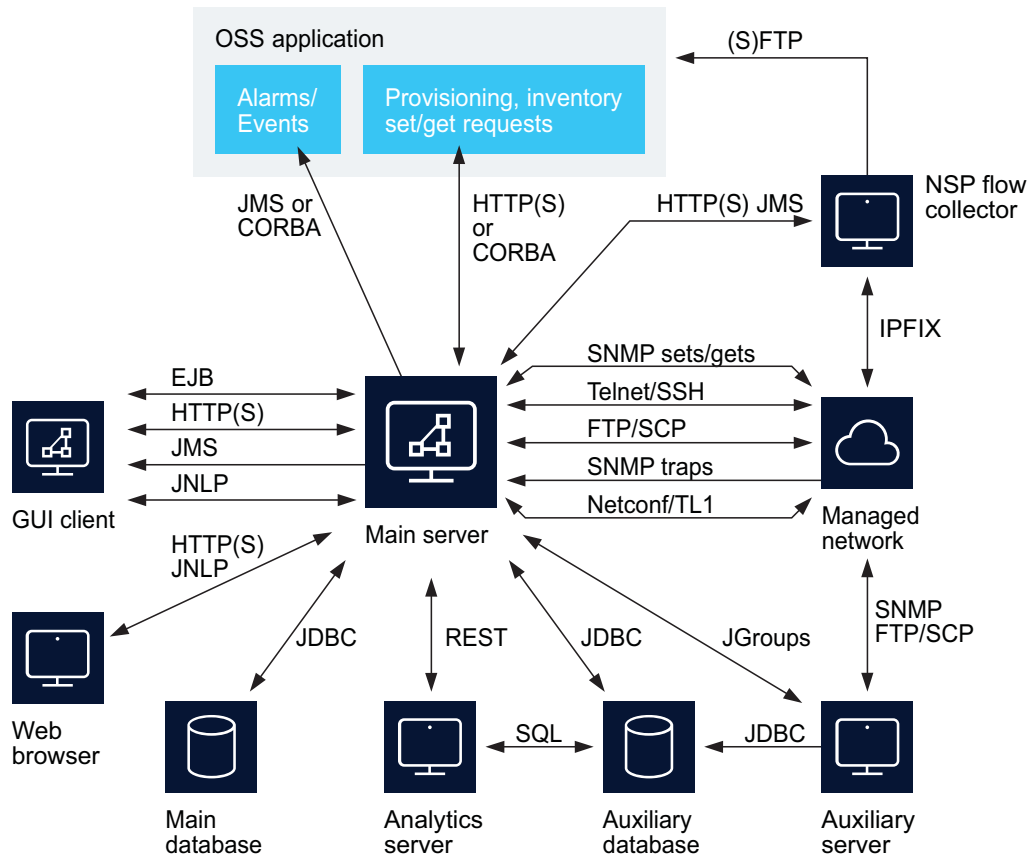 OSS application
(S)FTP
Alarms/
Events
Provisioning, inventory
set/get requests
JMS or
CORBA
HTTP(S)
or
CORBA
HTTP(S) JMS
NSP flow
collector
IPFIX
EJB
HTTP(S)
JMS
JNLP
GUI client
SNMP sets/gets
Telnet/SSH
FTP/SCP
SNMP traps
Netconf/TL1
Main server
Managed
network
HTTP(S)
JNLP
JDBC
REST
JDBC
JGroups
SNMP
FTP/SCP
Web
browser
SQL
JDBC
Main
database
Analytics
server
Auxiliary database
Auxiliary
server